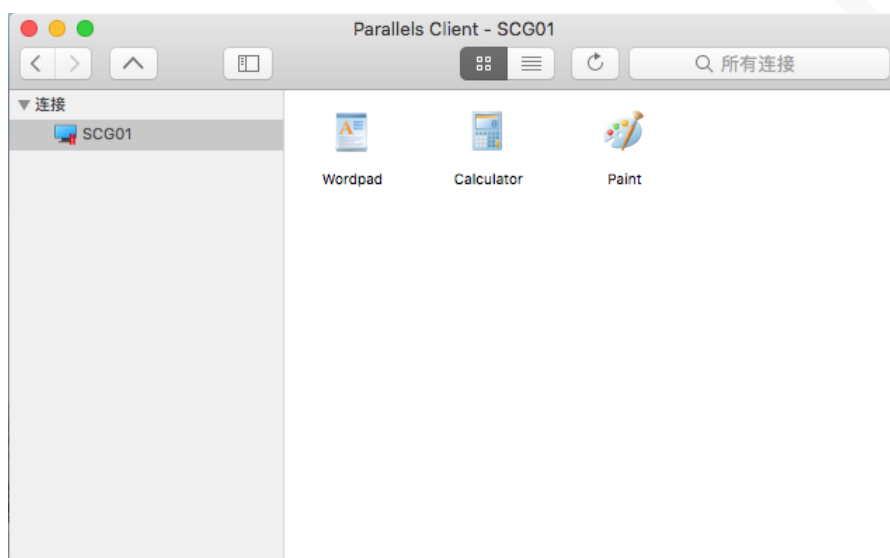 Parallels Client - SCG01
所有连接
连接
SCG01
Wordpad Calculator Paint